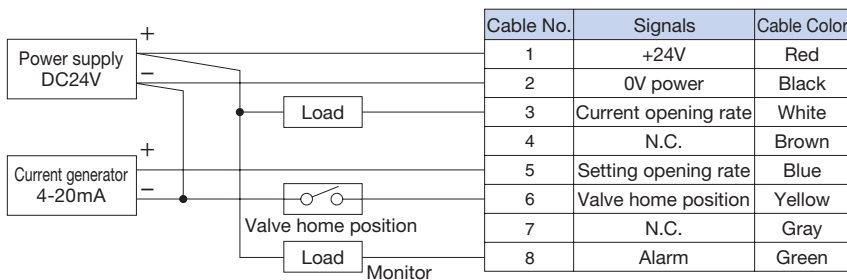 Cable No. Signals Cable Color
+
Power supply
DC24V
−
1 +24V Red
2 0V power Black
Load
3 Current opening rate White
4 N.C. Brown
+
Current generator
4-20mA
−
5 Setting opening rate Blue
6 Valve home position Yellow
Valve home position
7 N.C. Gray
Load
Monitor
8 Alarm Green